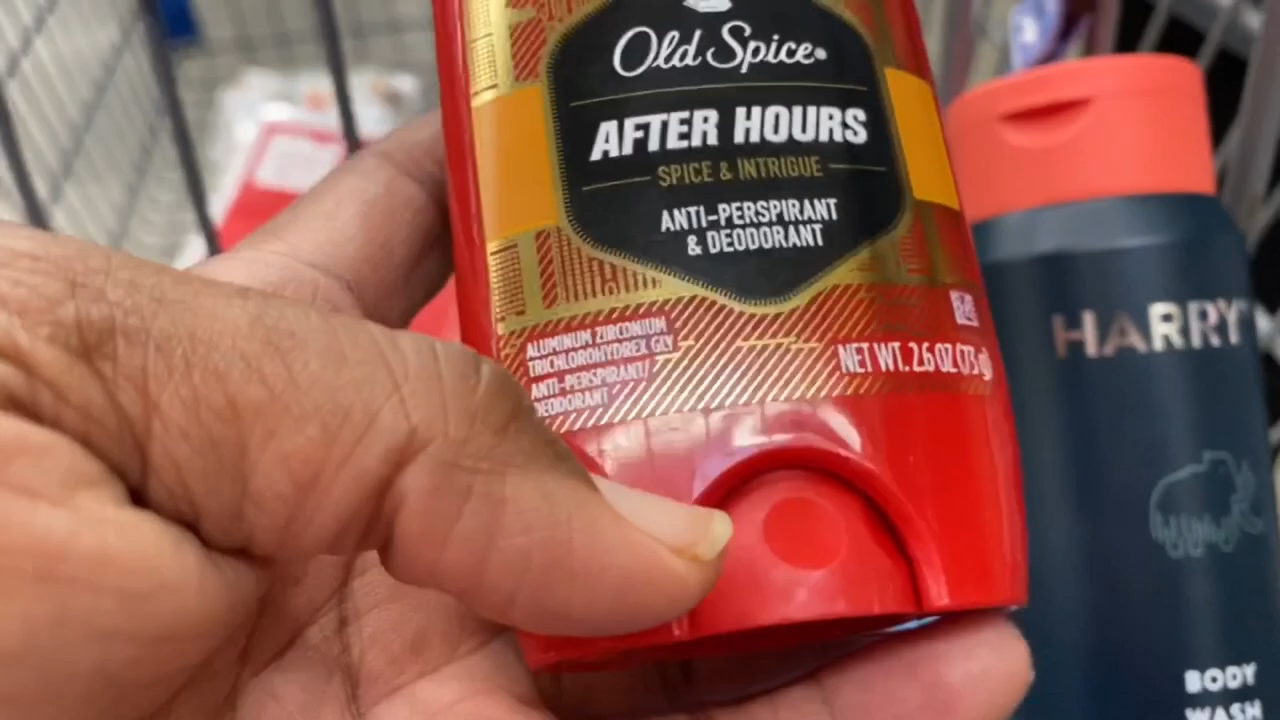 Old Spice
AFTER HOURS
SPICE & INTRIGUE
ANTI-PERSPIRANT
& DEODORANT
ALUMINUM ZIRCONIUM
TRICHLOROHYDREX GLY
ANTI-PERSPIRANT/
DEODORANT
NET WT. 2.6 OZ (73 g)
HARRY'
BODY
WASH